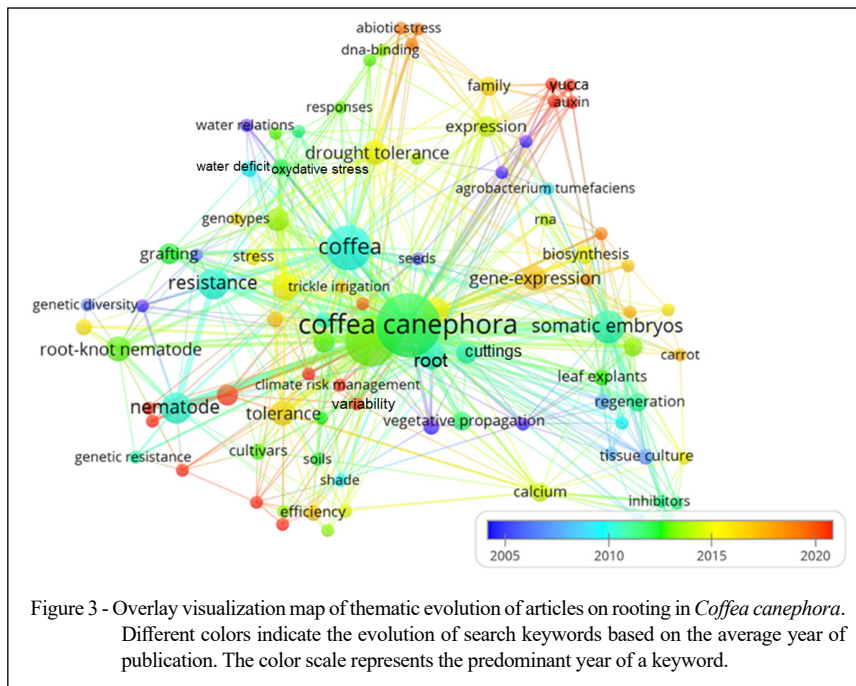 abiotic stress
dna-binding
family
yucca
auxin
responses
water relations
expression
drought tolerance
water deficit
oxydative stress
agrobacterium tumefaciens
genotypes
rna
coffea
grafting
stress
seeds
biosynthesis
resistance
trickle irrigation
gene-expression
genetic diversity
coffea canephora
somatic embryos
root-knot nematode
root
cuttings
carrot
climate risk management
leaf explants
nematode
tolerance
variability
vegetative propagation
regeneration
genetic resistance
cultivars
soils
tissue culture
shade
calcium
efficiency
inhibitors
2005
2010
2015
2020
Figure 3 - Overlay visualization map of thematic evolution of articles on rooting in Coffea canephora.
Different colors indicate the evolution of search keywords based on the average year of
publication. The color scale represents the predominant year of a keyword.